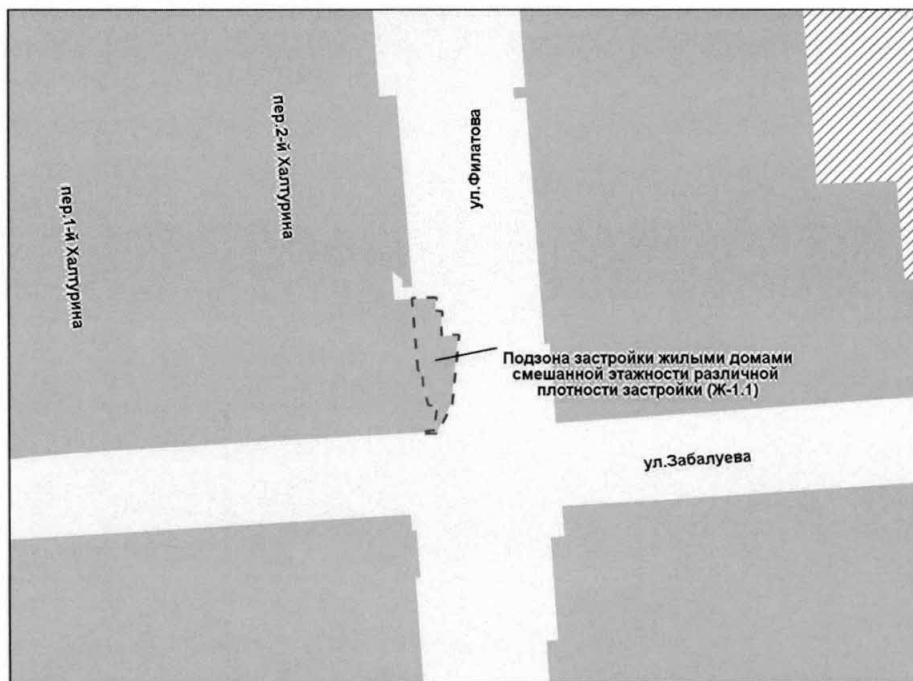 пер.1-й Халтурина
пер.2-й Халтурина
ул.Филатова
Подзона застройки жилыми домами
смешанной этажности различной
плотности застройки (Ж-1.1)
ул.Забалуева